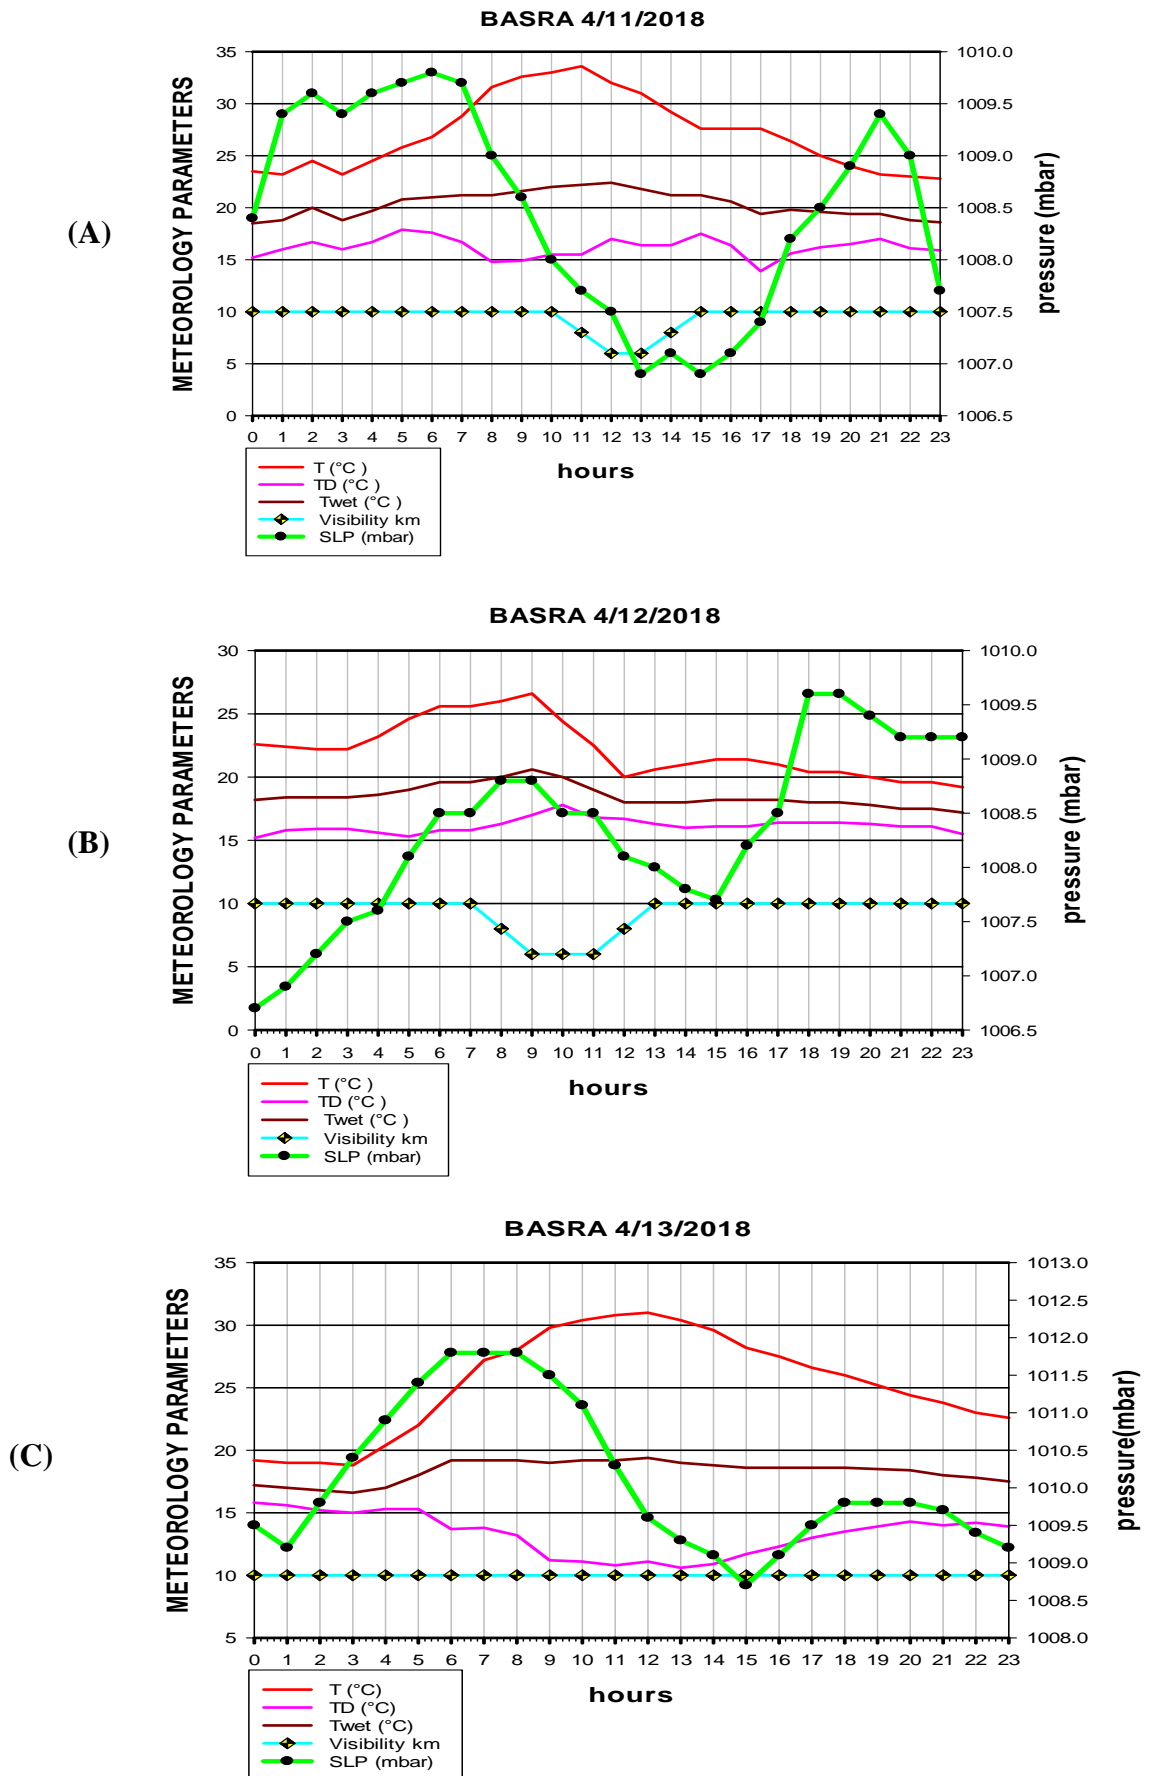 BASRA 4/11/2018
(A)
METEOROLOGY PARAMETERS
35
30
25
20
15
10
5
0
1010.0
1009.5
1009.0
1008.5
1008.0
1007.5
1007.0
1006.5
pressure (mbar)
0 1 2 3 4 5 6 7 8 9 10 11 12 13 14 15 16 17 18 19 20 21 22 23
hours
T (°C )
TD (°C )
Twet (°C )
Visibility km
SLP (mbar)
BASRA 4/12/2018
(B)
METEOROLOGY PARAMETERS
30
25
20
15
10
5
0
1010.0
1009.5
1009.0
1008.5
1008.0
1007.5
1007.0
1006.5
pressure (mbar)
0 1 2 3 4 5 6 7 8 9 10 11 12 13 14 15 16 17 18 19 20 21 22 23
hours
T (°C )
TD (°C )
Twet (°C )
Visibility km
SLP (mbar)
BASRA 4/13/2018
(C)
METEOROLOGY PARAMETERS
35
30
25
20
15
10
5
1013.0
1012.5
1012.0
1011.5
1011.0
1010.5
1010.0
1009.5
1009.0
1008.5
1008.0
pressure(mbar)
0 1 2 3 4 5 6 7 8 9 10 11 12 13 14 15 16 17 18 19 20 21 22 23
hours
T (°C)
TD (°C)
Twet (°C)
Visibility km
SLP (mbar)